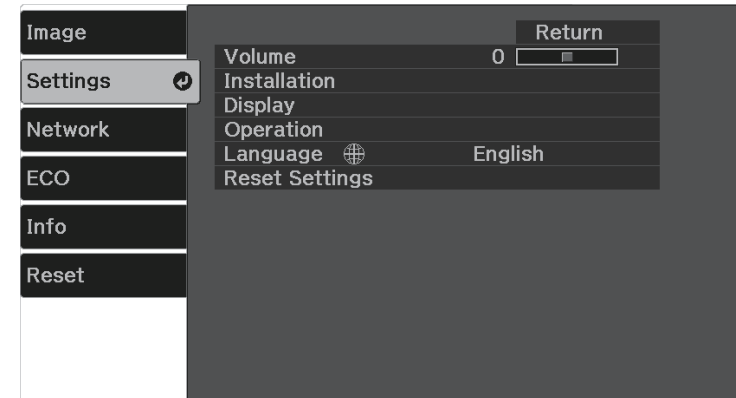 Image
Settings
Network
ECO
Info
Reset
Return
Volume 0
Installation
Display
Operation
Language English
Reset Settings